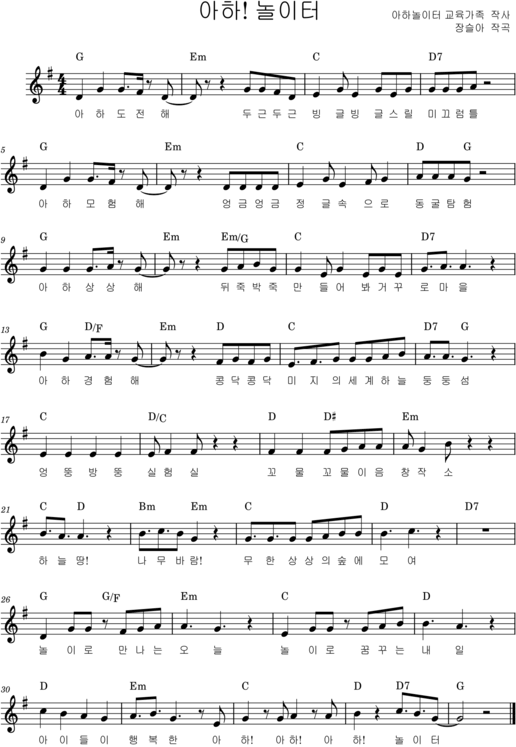 아하! 놀이터
아하놀이터 교육가족 작사
장슬아 작곡
G Em C D7
아 하 도 전 해 두 근 두 근 빙 글 빙 글 스 릴 미 끄 럼 틀
5 G Em C D G
아 하 모 험 해 엉 금 엉 금 정 글 속 으 로 동 굴 탐 험
9 G Em Em/G C D7
아 하 상 상 해 뒤 죽 박 죽 만 들 어 봐 거 꾸 로 마 을
13 G D/F Em D C D7 G
아 하 경 험 해 콩 닥 콩 닥 미 지 의 세 계 하 늘 둥 둥 섬
17 C D/C D D# Em
엉 뚱 방 뚱 실 험 실 꼬 물 꼬 물 이 음 창 작 소
21 C D Bm Em C D D7
하 늘 땅! 나 무 바 람! 무 한 상 상 의 숲 에 모 여
26 G G/F Em C D
놀 이 로 만 나 는 오 늘 놀 이 로 꿈 꾸 는 내 일
30 D Em C D D7 G
아 이 들 이 행 복 한 아 하! 아 하! 아 하! 놀 이 터